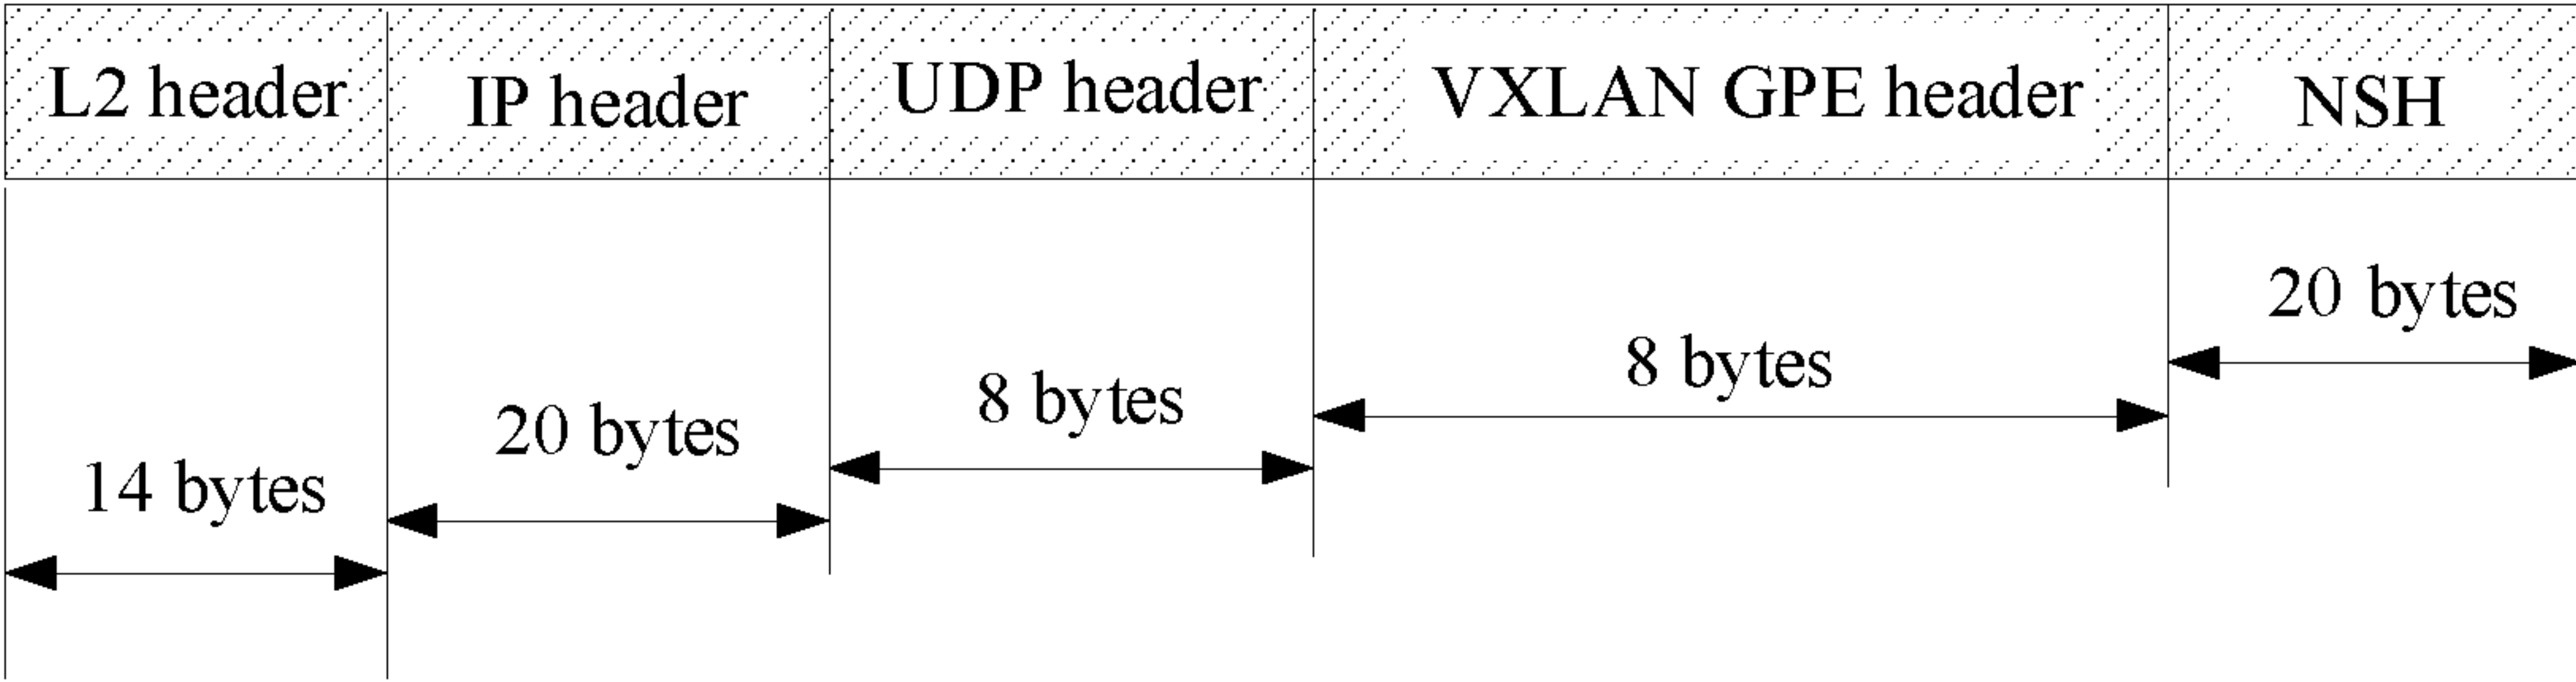 L2 header
IP header
UDP header
VXLAN GPE header
NSH
14 bytes
20 bytes
8 bytes
8 bytes
20 bytes